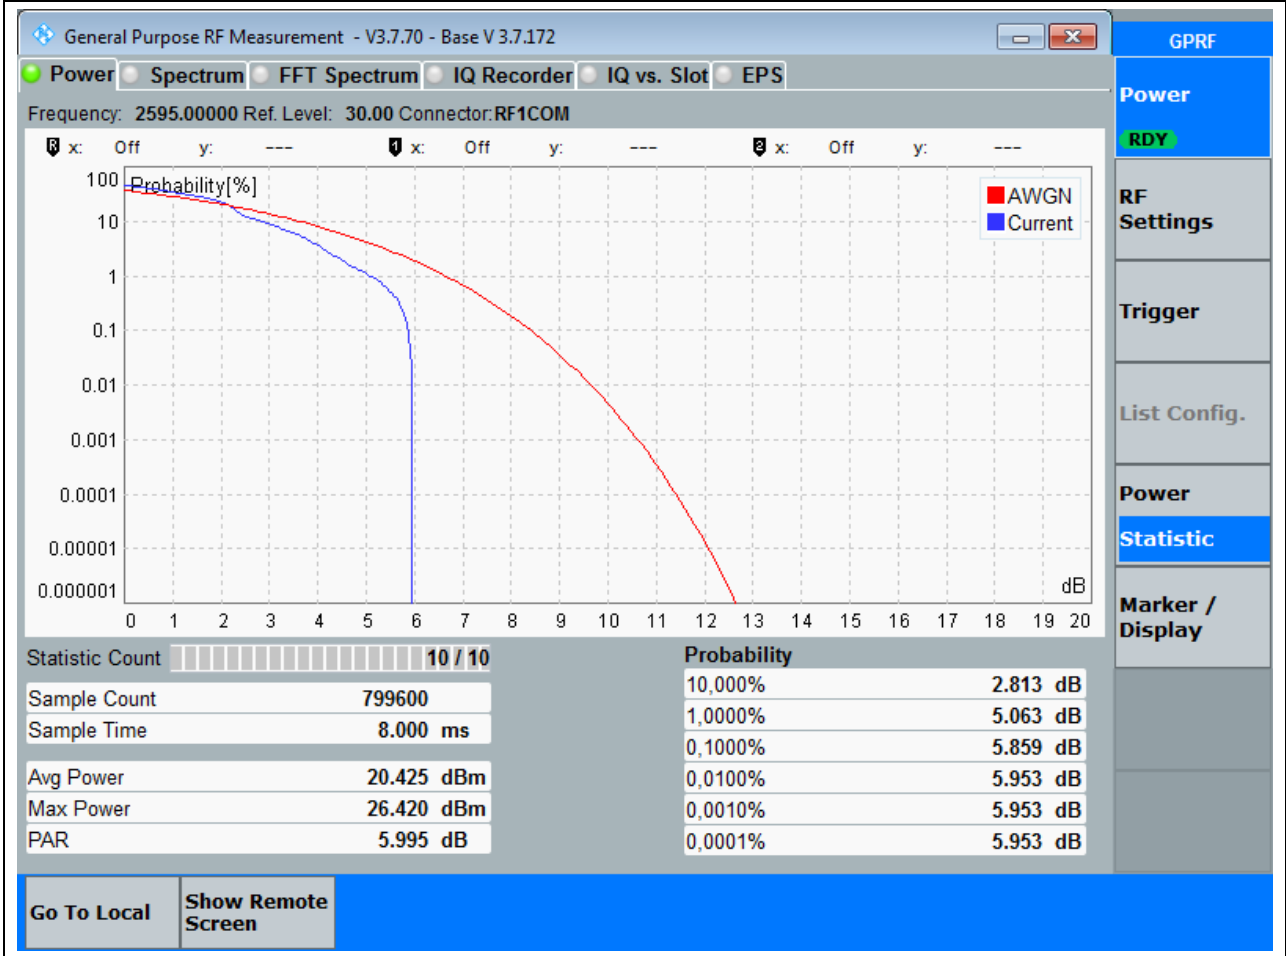 General Purpose RF Measurement - V3.7.70 - Base V 3.7.172
GPRF
Power Spectrum FFT Spectrum IQ Recorder IQ vs. Slot EPS
Frequency: 2595.00000 Ref. Level: 30.00 Connector:RF1COM
R x: Off y: --- 1 x: Off y: --- 2 x: Off y: ---
Probability[%]
100
10
1
0.1
0.01
0.001
0.0001
0.00001
0.000001
AWGN
Current
dB
0 1 2 3 4 5 6 7 8 9 10 11 12 13 14 15 16 17 18 19 20
Statistic Count 10 / 10
Sample Count 799600
Sample Time 8.000 ms
Avg Power 20.425 dBm
Max Power 26.420 dBm
PAR 5.995 dB
Probability
10,000% 2.813 dB
1,0000% 5.063 dB
0,1000% 5.859 dB
0,0100% 5.953 dB
0,0010% 5.953 dB
0,0001% 5.953 dB
Power
RDY
RF
Settings
Trigger
List Config.
Power
Statistic
Marker /
Display
Go To Local
Show Remote
Screen